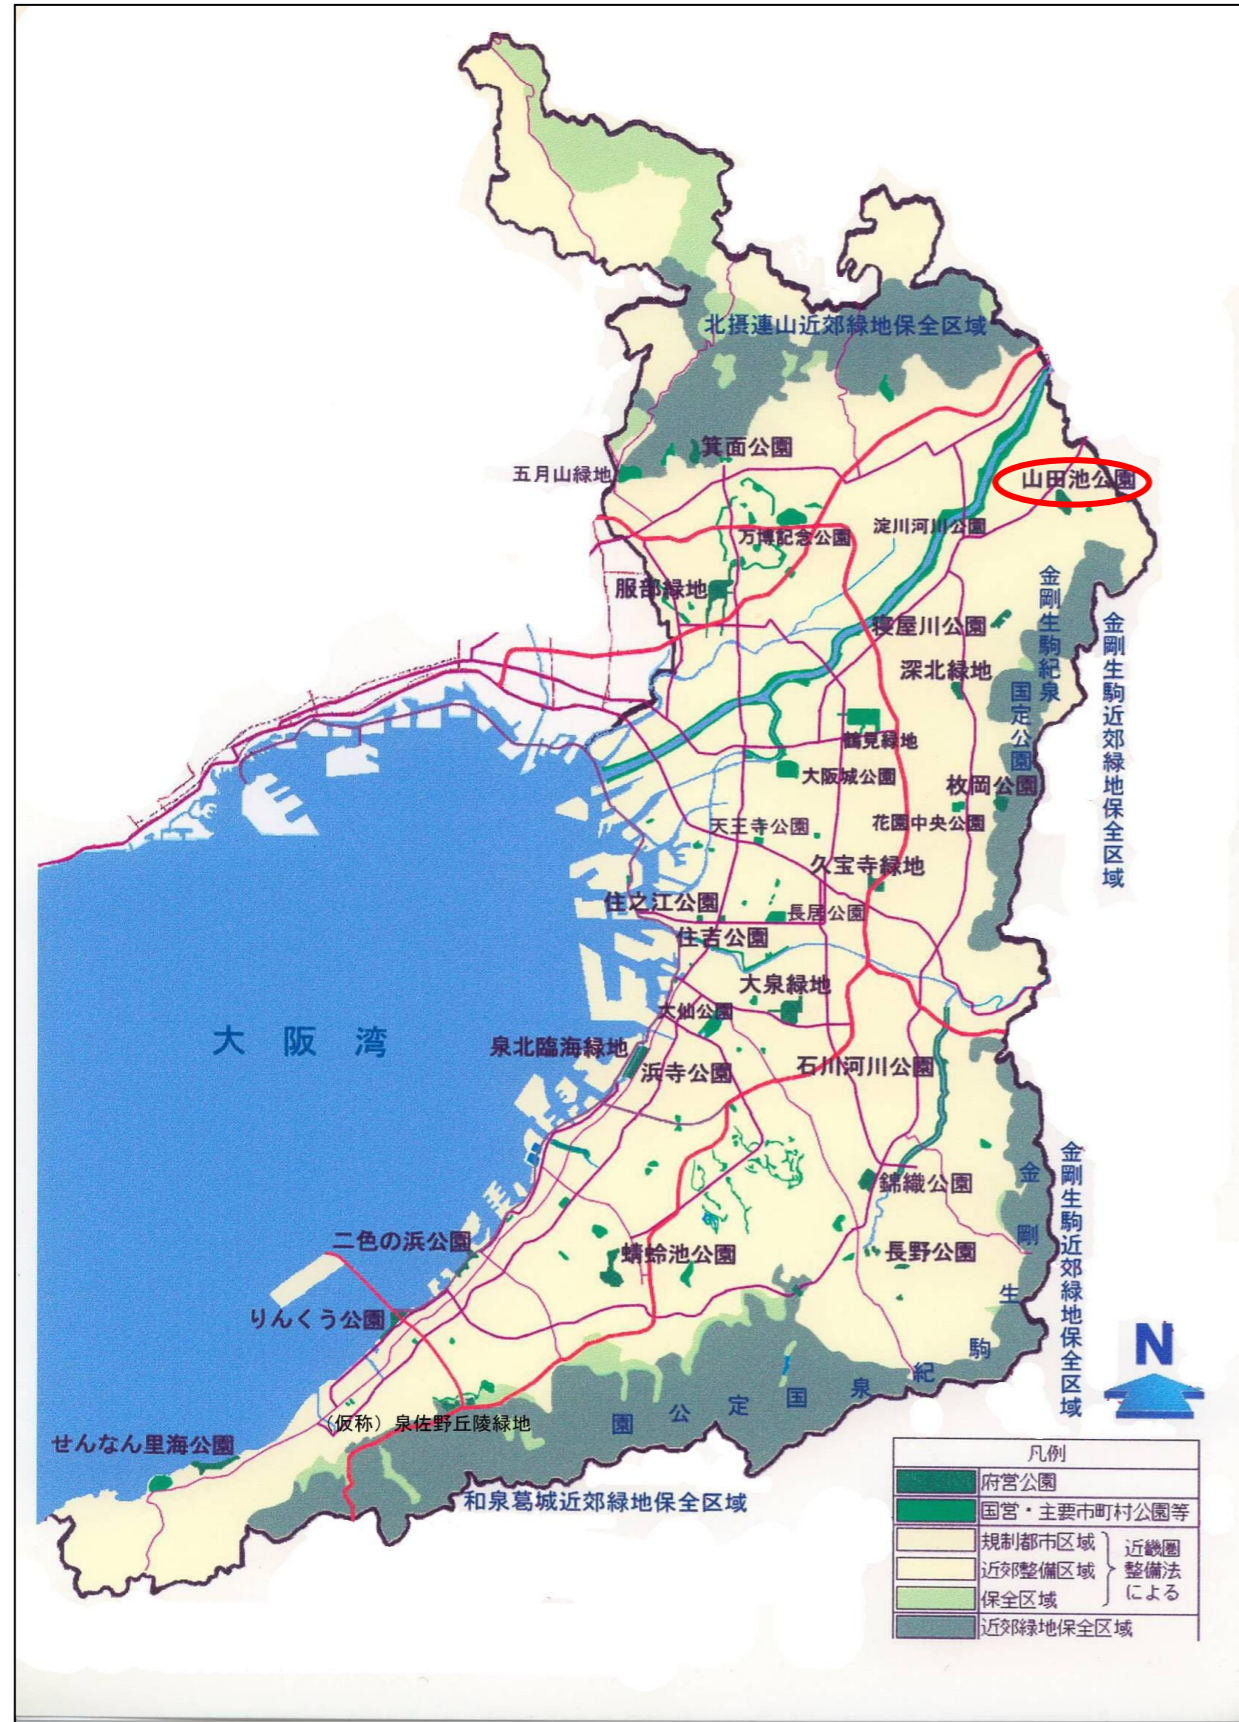 北摂連山近郊緑地保全区域
箕面公園
五月山緑地
山田池公園
万博記念公園
淀川河川公園
服部緑地
金剛生駒紀泉
国定公園
金剛生駒近郊緑地保全区域
寝屋川公園
深北緑地
鶴見緑地
大阪城公園
枚岡公園
天王寺公園
花園中央公園
久宝寺緑地
住之江公園
長居公園
住吉公園
大泉緑地
大仙公園
大阪湾
泉北臨海緑地
浜寺公園
石川河川公園
錦織公園
金剛生駒紀泉国定公園
金剛生駒近郊緑地保全区域
二色の浜公園
蜻蛉池公園
長野公園
りんくう公園
N
(仮称)泉佐野丘陵緑地
せんなん里海公園
和泉葛城近郊緑地保全区域
凡例
府営公園
国営・主要市町村公園等
規制都市区域
近郊整備区域
保全区域
近畿圏
整備法
による
近郊緑地保全区域